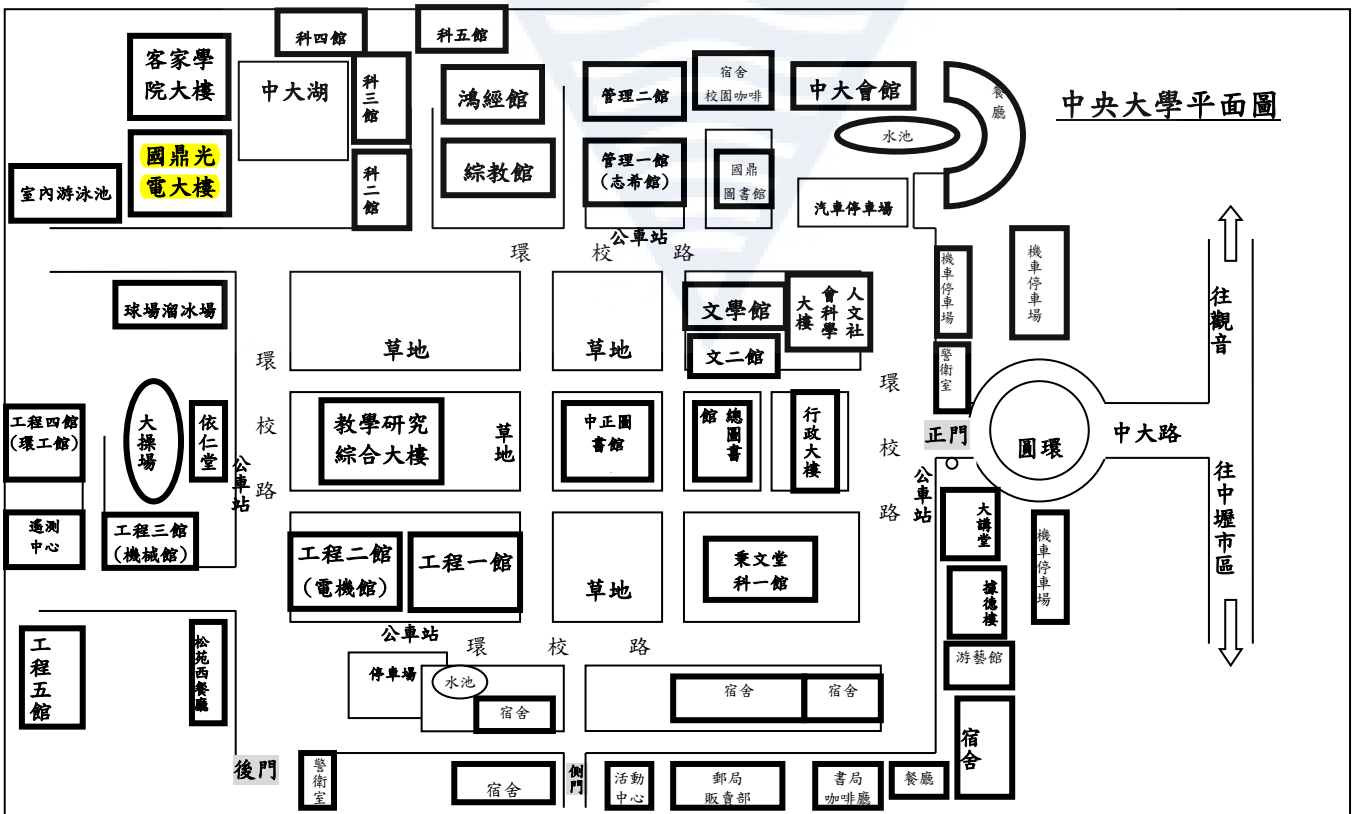 中央大學平面圖
科四館
科五館
客家學
院大樓
中大湖
科三館
鴻經館
管理二館
宿舍
校園咖啡
中大會館
餐廳
水池
國鼎光
電大樓
室內游泳池
科二館
綜教館
管理一館
(志希館)
國鼎
圖書館
汽車停車場
公車站
環校路
機車停車場
機車停車場
往觀音
球場溜冰場
草地
草地
文學館
人文社
會科學
大樓
文二館
警衛室
環校路
環校路
工程四館
(環工館)
大操場
依仁堂
公車站
教學研究
綜合大樓
草地
中正圖
書館
總圖書
館
行政大樓
正門
圓環
中大路
公車站
往中壢市區
遙測
中心
工程三館
(機械館)
工程二館
(電機館)
工程一館
草地
秉文堂
科一館
大講堂
機車停車場
據德樓
公車站
環校路
工程五館
松苑西餐廳
停車場
水池
宿舍
宿舍
宿舍
游藝館
宿舍
後門
警衛室
宿舍
側門
活動
中心
郵局
販賣部
書局
咖啡廳
餐廳